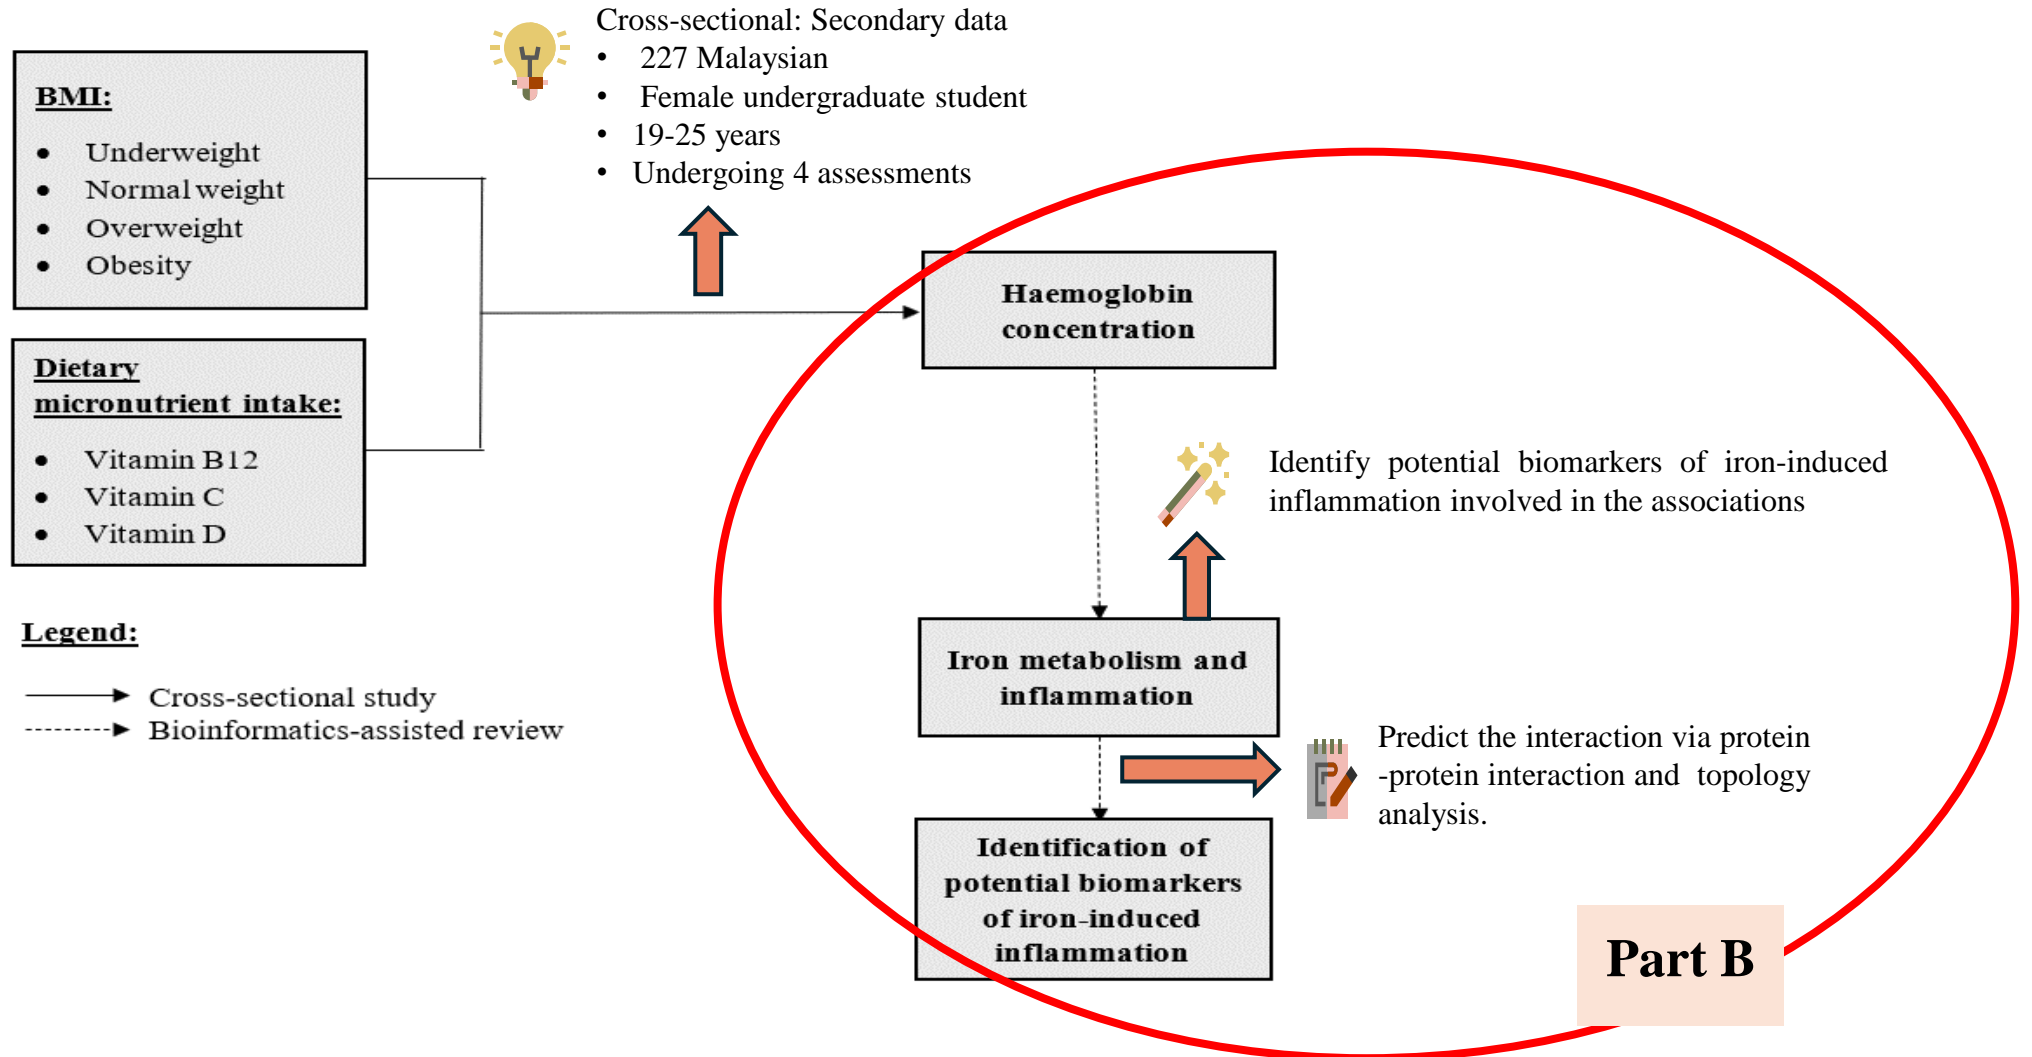 Cross-sectional: Secondary data
• 227 Malaysian
• Female undergraduate student
• 19-25 years
• Undergoing 4 assessments
BMI:
• Underweight
• Normal weight
• Overweight
• Obesity
Dietary
micronutrient intake:
• Vitamin B12
• Vitamin C
• Vitamin D
Legend:
Cross-sectional study
Bioinformatics-assisted review
Haemoglobin
concentration
Identify potential biomarkers of iron-induced
inflammation involved in the associations
Iron metabolism and
inflammation
Predict the interaction via protein
-protein interaction and topology
analysis.
Identification of
potential biomarkers
of iron-induced
inflammation
Part B